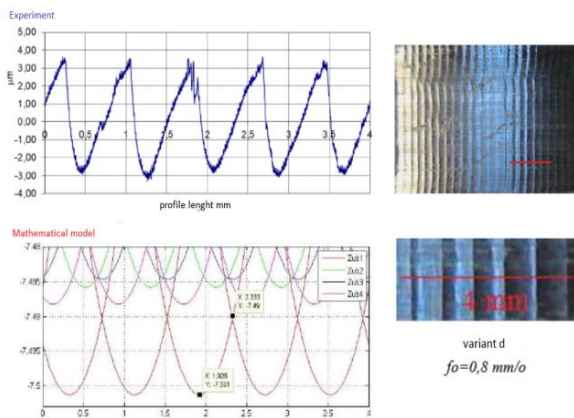 Experiment
5,00
4,00
3,00
2,00
1,00
0,00
1,00
2,00
3,00
4,00
μm
0 0,5 1 1,5 2 2,5 3 3,5 4
profile lenght mm
Mathematical model
-7.48
-7.485
-7.49
-7.495
-7.5
0 0.5 1 1.5 2 2.5 3 3.5 4
Zub1
Zub2
Zub3
Zub4
X: 2.333
Y: -7.49
X: 1.928
Y: -7.501
4 mm
variant d
fo=0,8 mm/o